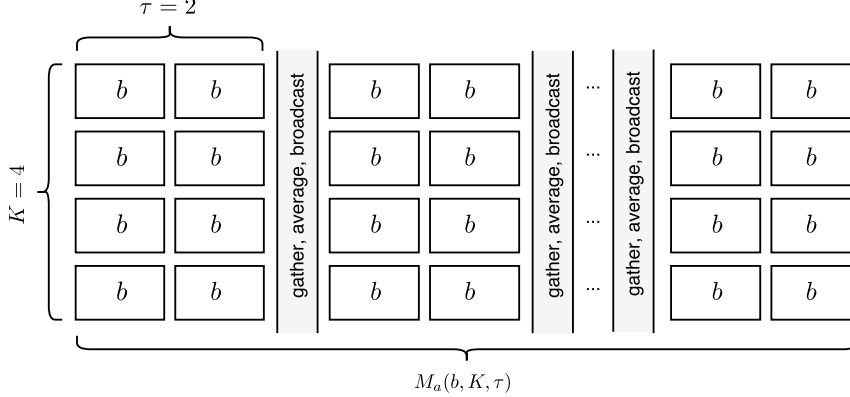 τ = 2
K = 4
b b gather, average, broadcast b b gather, average, broadcast ... gather, average, broadcast b b
b b b b ... b b
b b b b ... b b
b b b b ... b b
M_a(b, K, τ)